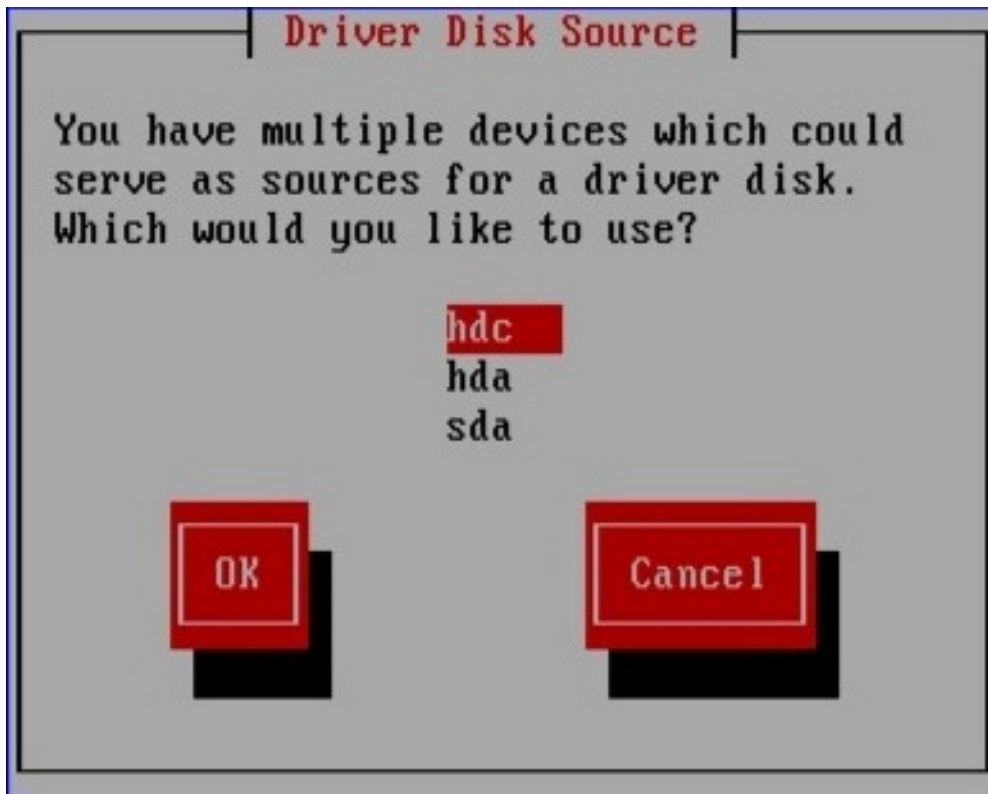 Driver Disk Source
You have multiple devices which could
serve as sources for a driver disk.
Which would you like to use?
hdc
hda
sda
OK
Cancel